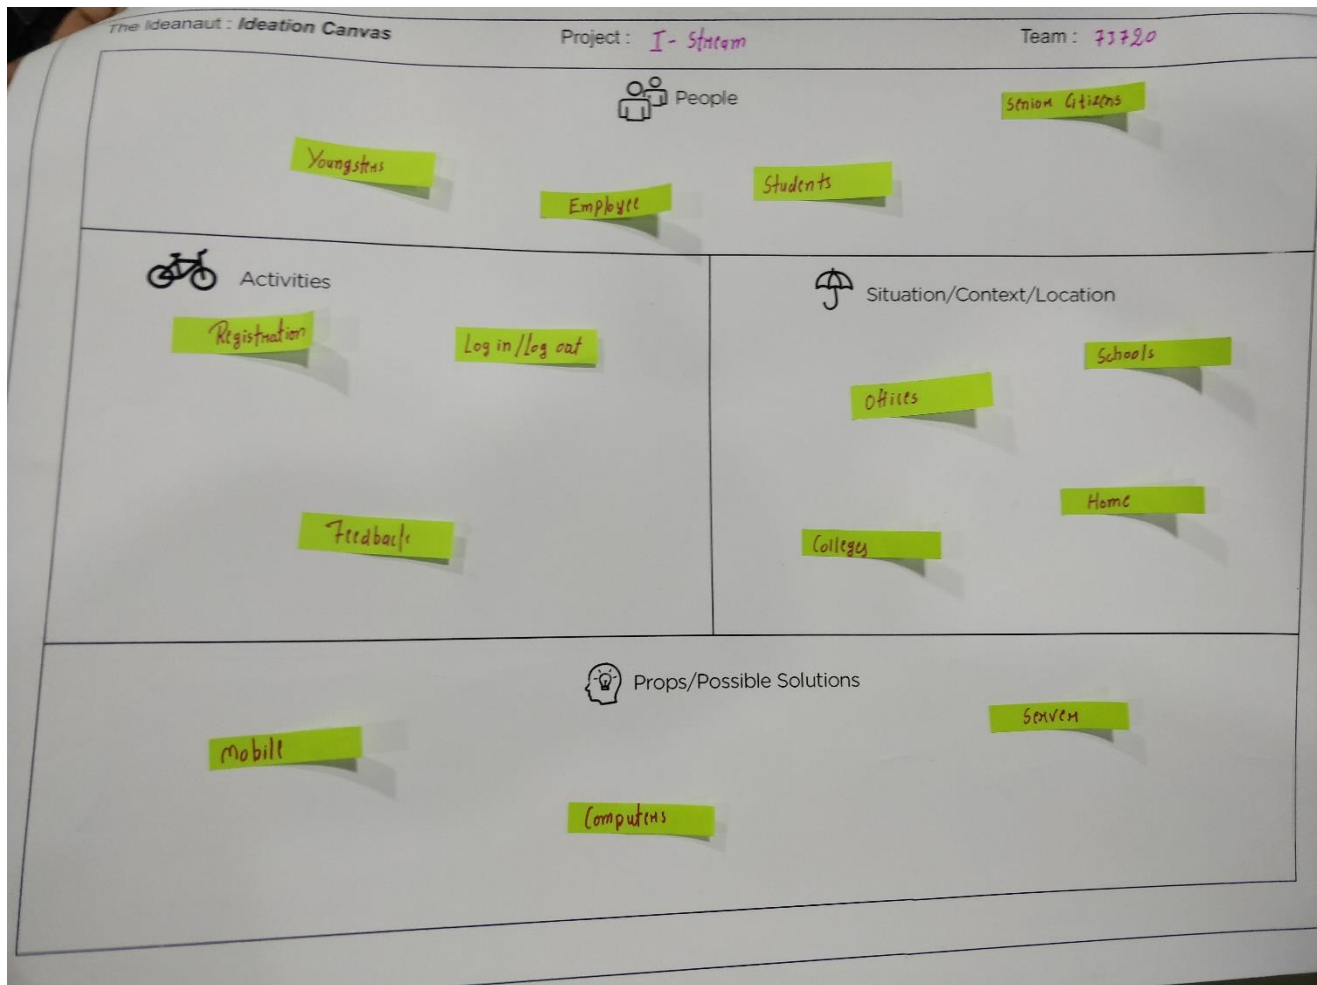 The Ideanaut : Ideation Canvas
Project : I - Stream
Team : 73720
People
Senior Citizens
Youngsters
Employee
Students
Activities
Registration
Log in/Log out
Feedback
Situation/Context/Location
Schools
Offices
Home
Colleges
Props/Possible Solutions
Mobile
Server
Computers